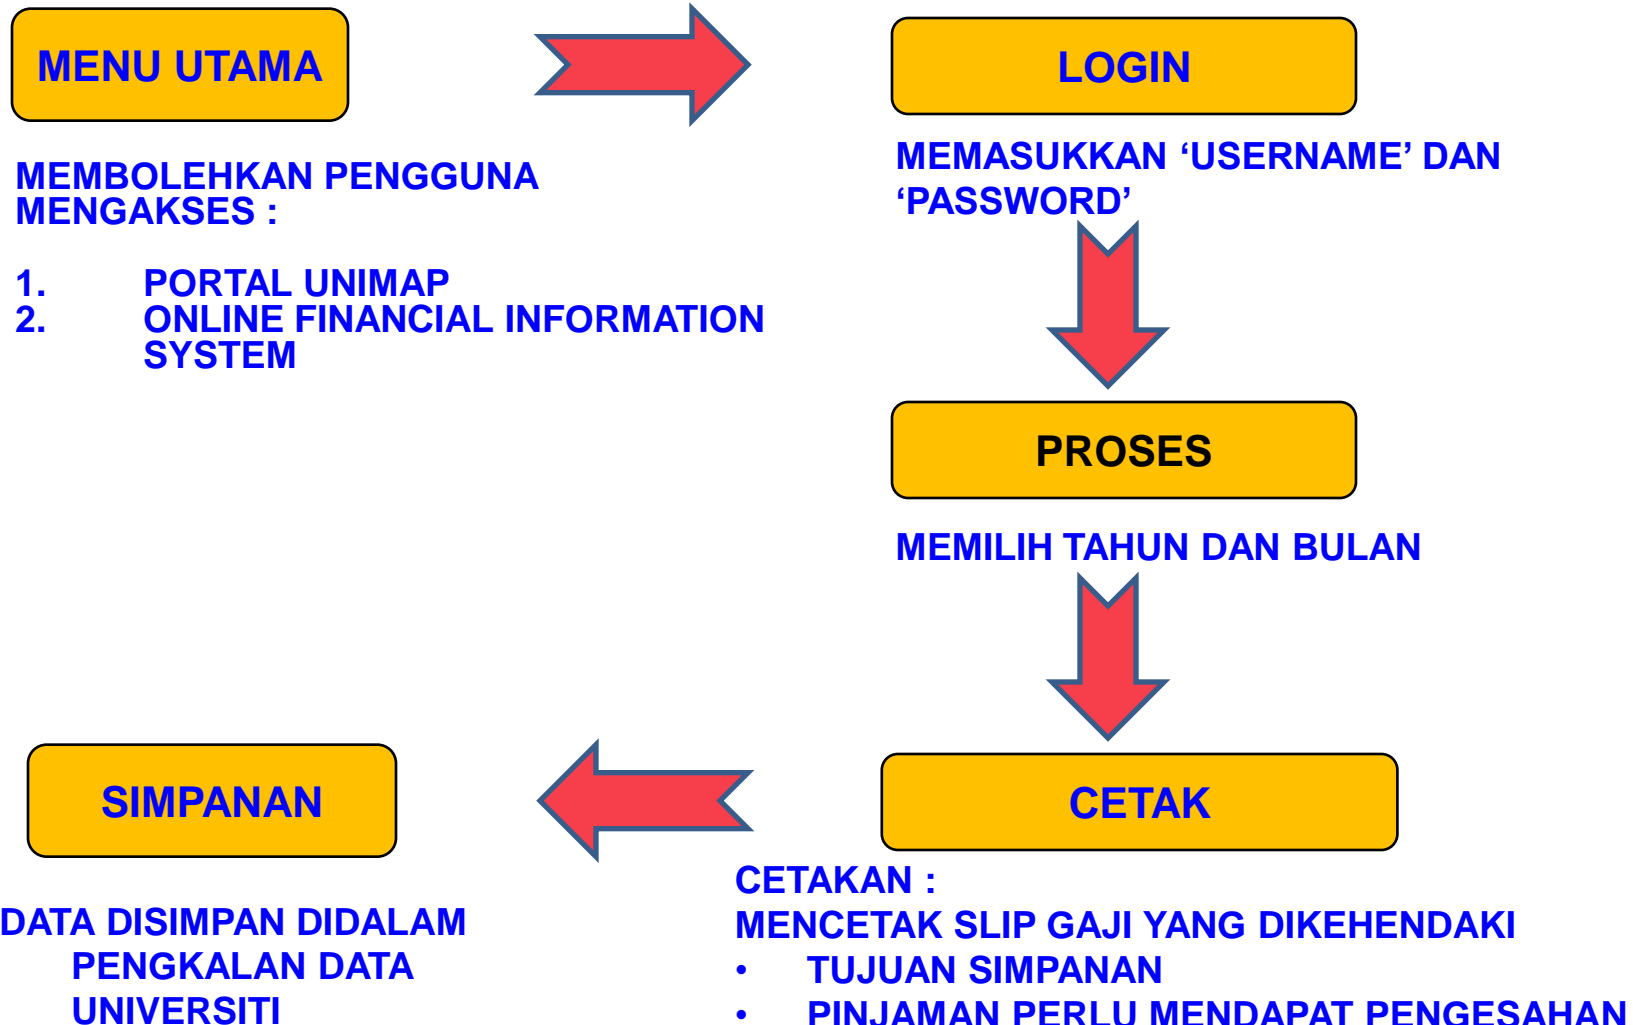 MENU UTAMA
MEMBOLEHKAN PENGGUNA
MENGAKSES :
1. PORTAL UNIMAP
2. ONLINE FINANCIAL INFORMATION
SYSTEM
LOGIN
MEMASUKKAN ‘USERNAME’ DAN
‘PASSWORD’
PROSES
MEMILIH TAHUN DAN BULAN
CETAK
CETAKAN :
MENCETAK SLIP GAJI YANG DIKEHENDAKI
• TUJUAN SIMPANAN
• PINJAMAN PERLU MENDAPAT PENGESAHAN
SIMPANAN
DATA DISIMPAN DIDALAM
PENGKALAN DATA
UNIVERSITI